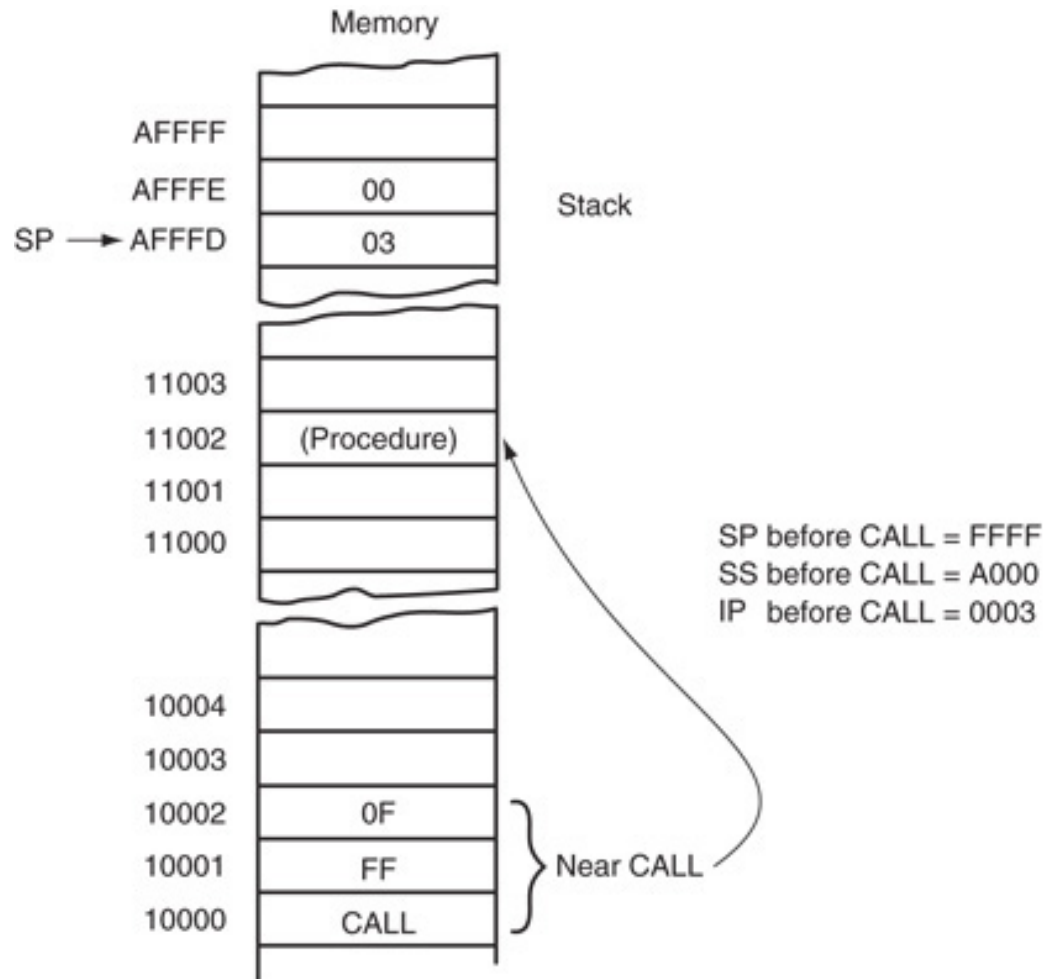 Memory
AFFFF
AFFFE 00
Stack
SP AFFFD 03
11003
11002 (Procedure)
11001
11000
SP before CALL = FFFF
SS before CALL = A000
IP before CALL = 0003
10004
10003
10002 0F
10001 FF
Near CALL
10000 CALL